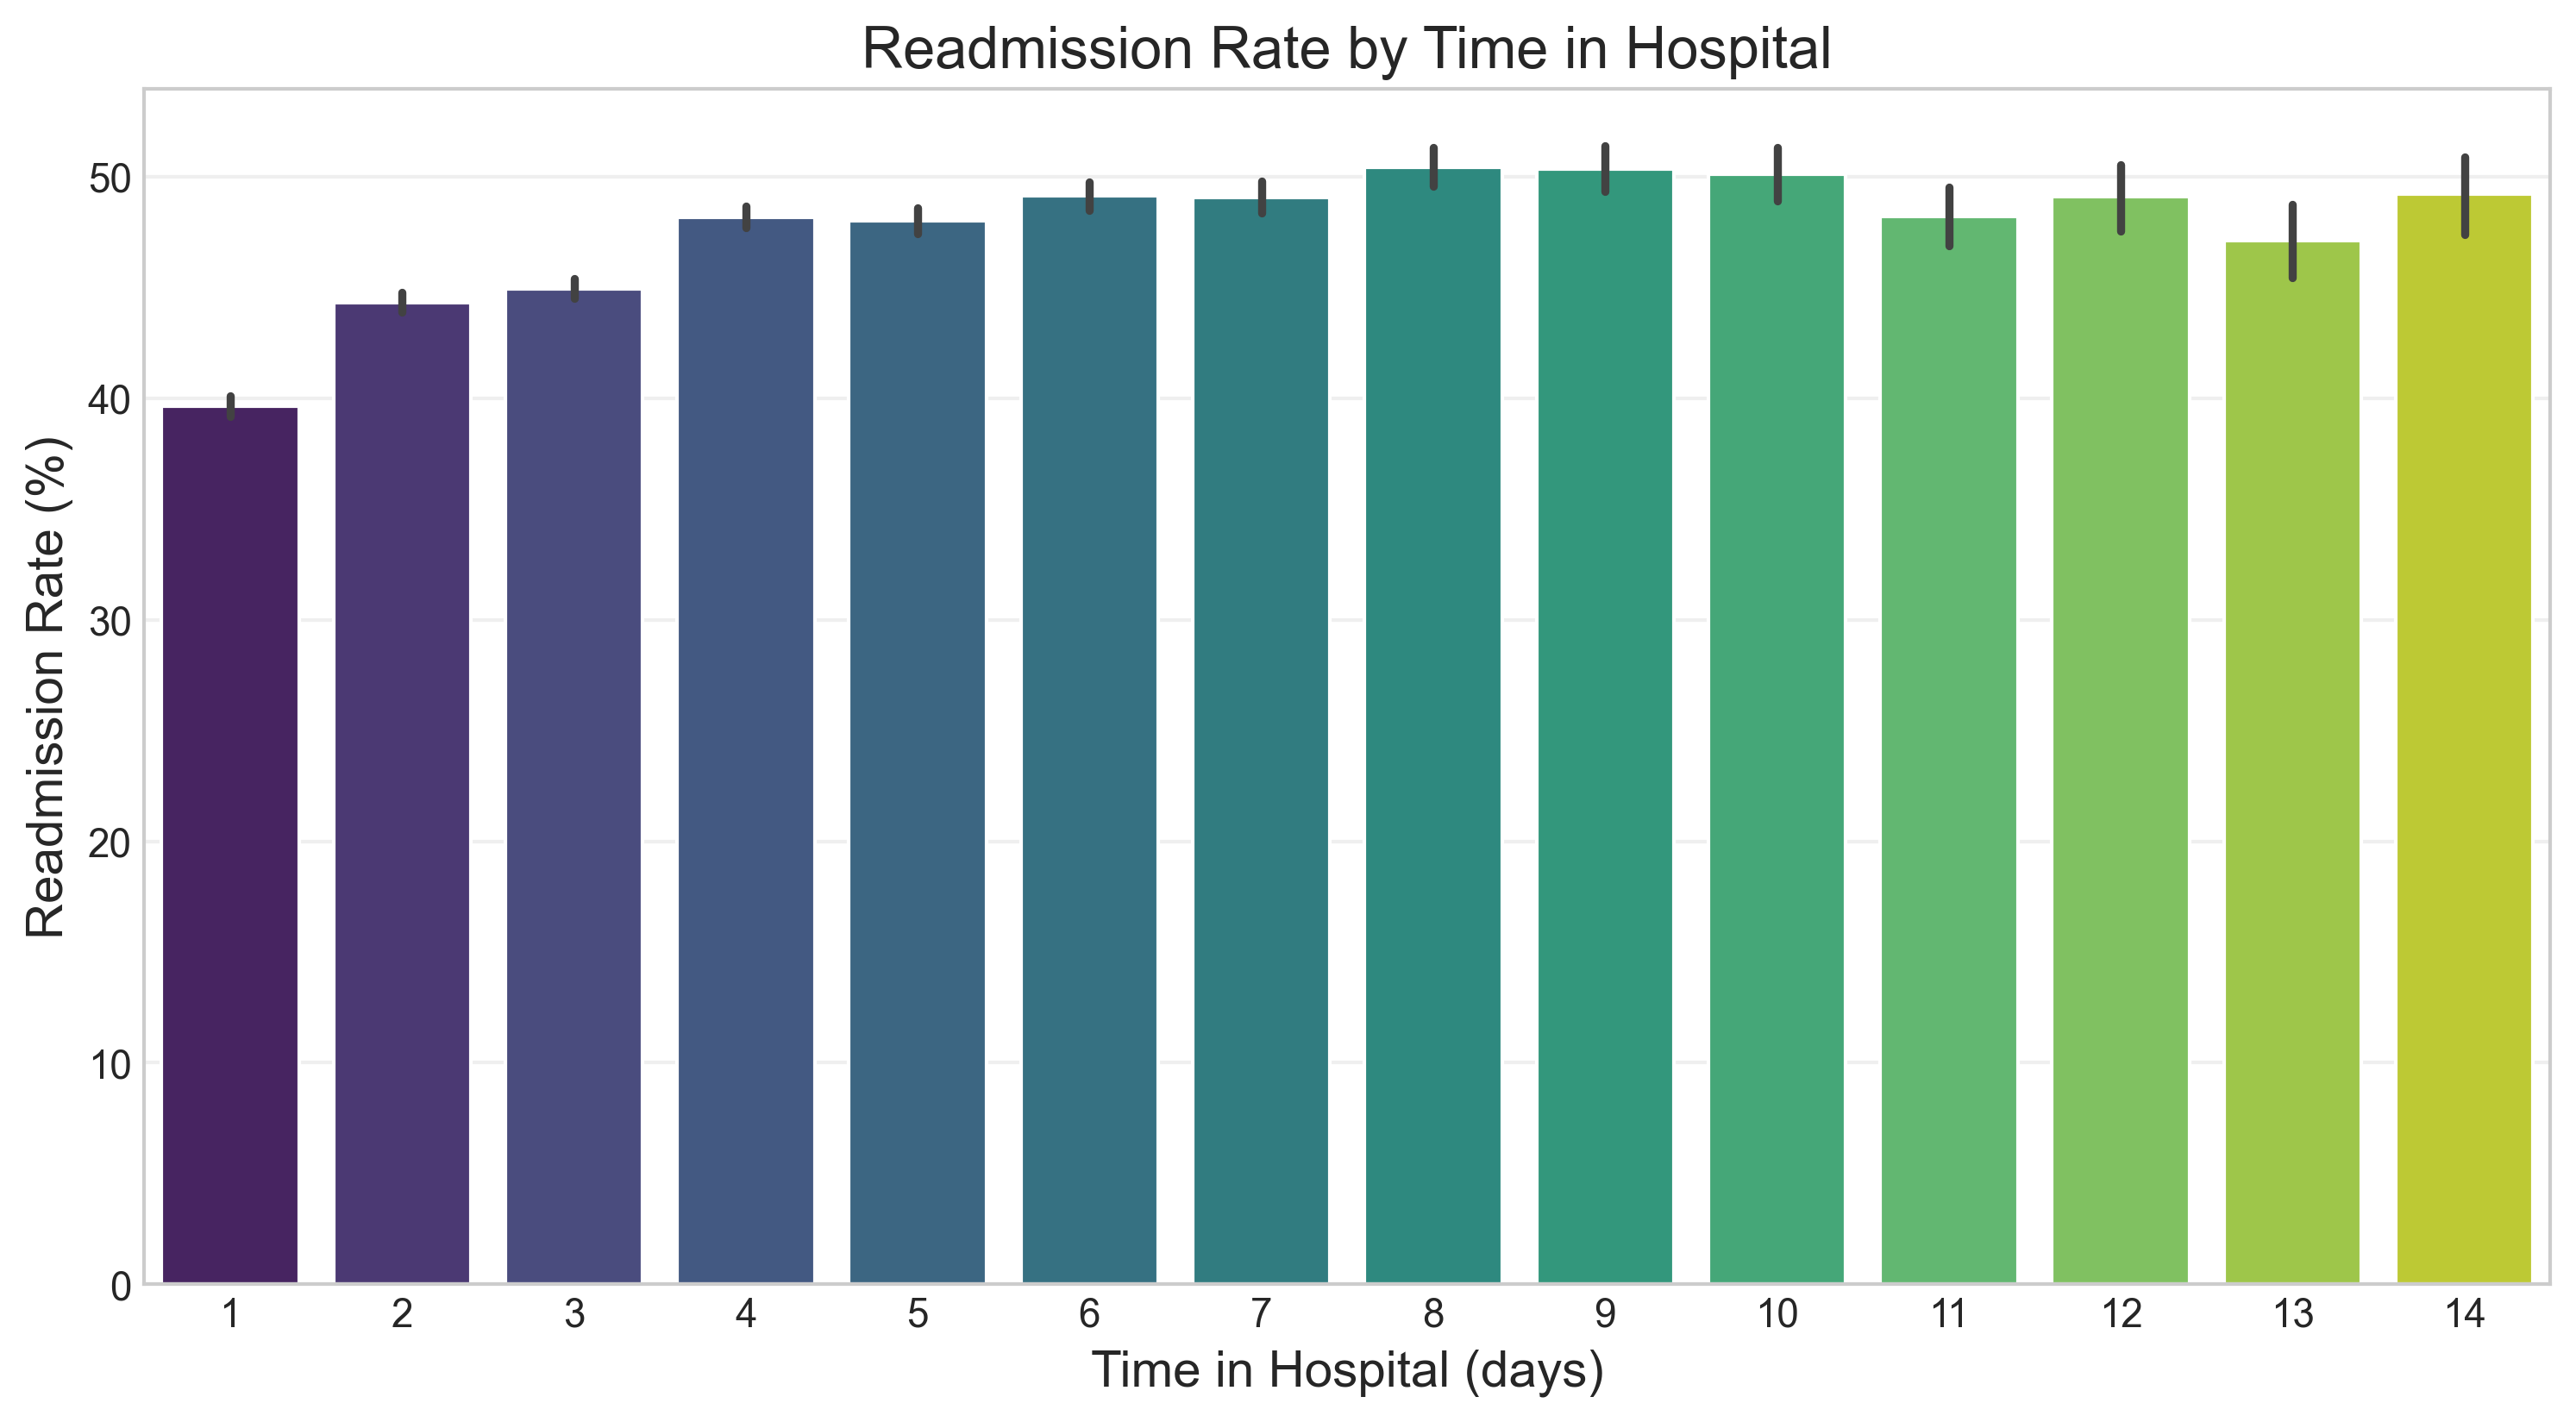 Readmission Rate by Time in Hospital
Readmission Rate (%)
50
40
30
20
10
0
1 2 3 4 5 6 7 8 9 10 11 12 13 14
Time in Hospital (days)